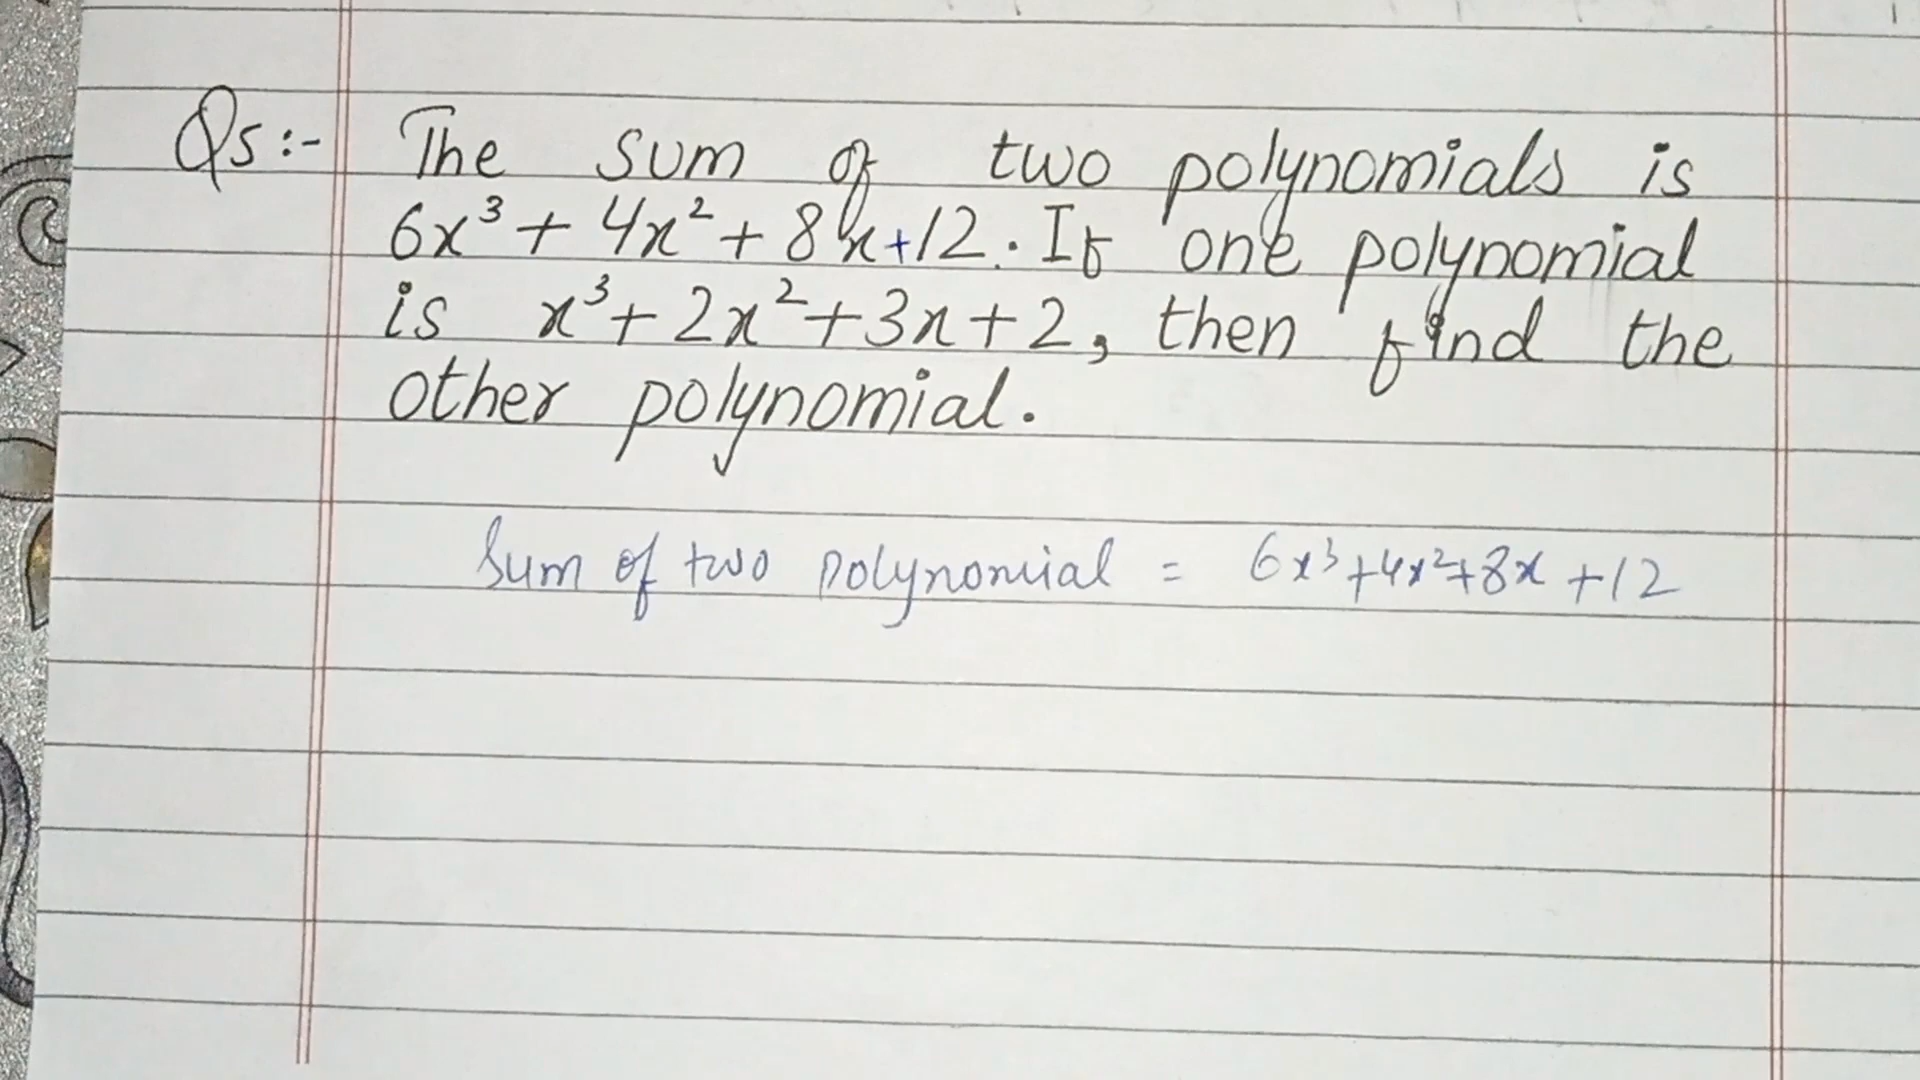 Q5:- The sum of two polynomials is
6x³ + 4x² + 8x+12. If one polynomial
is x³+ 2x²+3x+2, then find the
other polynomial.
Sum of two polynomial = 6x³+4x²+8x +12